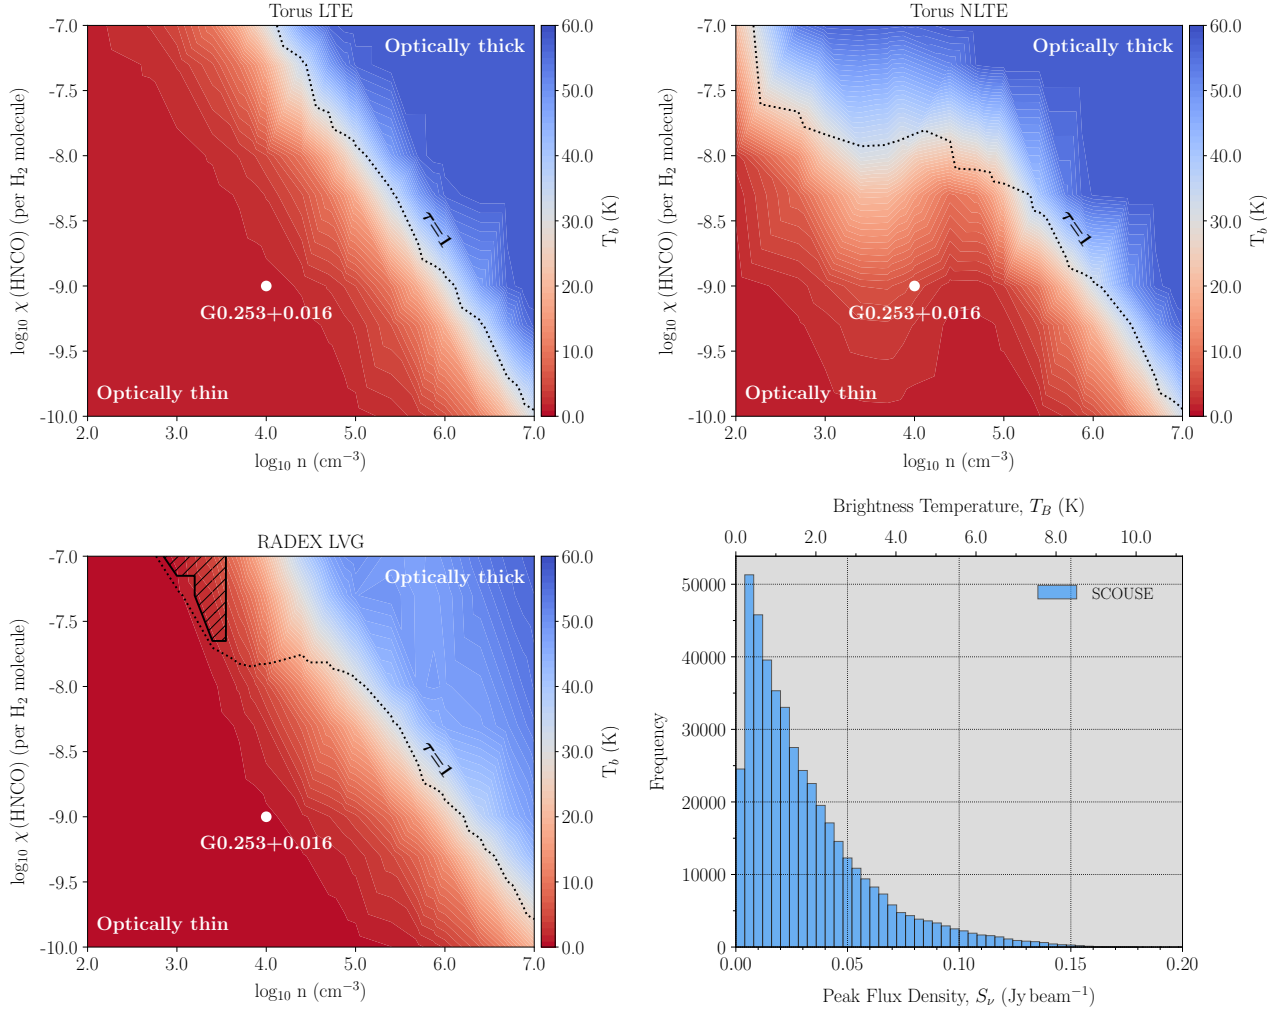 Torus LTE
-7.0
-7.5
-8.0
-8.5
-9.0
-9.5
-10.0
log₁₀ χ (HNCO) (per H₂ molecule)
Optically thick
τ=1
G0.253+0.016
Optically thin
2.0 3.0 4.0 5.0 6.0 7.0
log₁₀ n (cm⁻³)
60.0
50.0
40.0
30.0
20.0
10.0
0.0
T_b (K)
Torus NLTE
-7.0
-7.5
-8.0
-8.5
-9.0
-9.5
-10.0
log₁₀ χ (HNCO) (per H₂ molecule)
Optically thick
τ=1
G0.253+0.016
Optically thin
2.0 3.0 4.0 5.0 6.0 7.0
log₁₀ n (cm⁻³)
60.0
50.0
40.0
30.0
20.0
10.0
0.0
T_b (K)
RADEX LVG
-7.0
-7.5
-8.0
-8.5
-9.0
-9.5
-10.0
log₁₀ χ (HNCO) (per H₂ molecule)
Optically thick
τ=1
G0.253+0.016
Optically thin
2.0 3.0 4.0 5.0 6.0 7.0
log₁₀ n (cm⁻³)
60.0
50.0
40.0
30.0
20.0
10.0
0.0
T_b (K)
Brightness Temperature, T_B (K)
0.0 2.0 4.0 6.0 8.0 10.0
50000
40000
30000
20000
10000
0
Frequency
SCOUSE
0.00 0.05 0.10 0.15 0.20
Peak Flux Density, S_ν (Jy beam⁻¹)